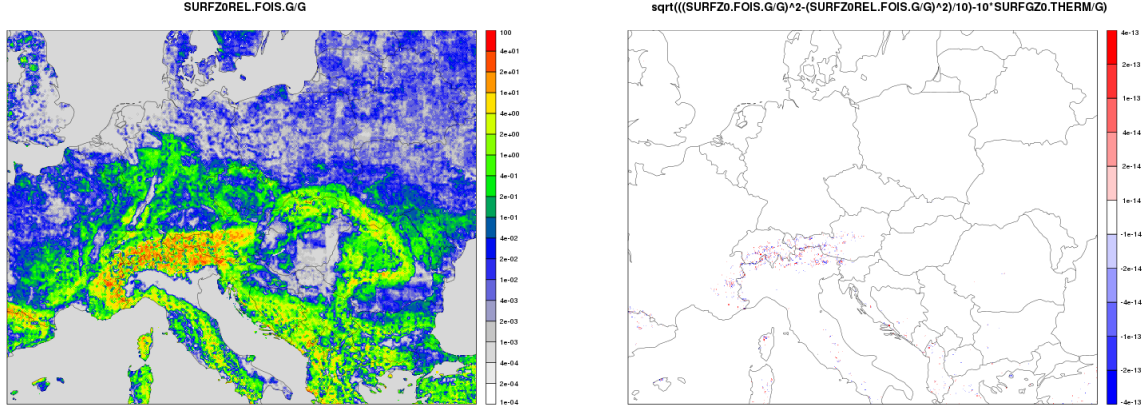 SURFZ0REL.FOIS.G/G
100
4e+01
2e+01
1e+01
4e+00
2e+00
1e+00
4e-01
2e-01
1e-01
4e-02
2e-02
1e-02
4e-03
2e-03
1e-03
4e-04
2e-04
1e-04
sqrt(((SURFZ0.FOIS.G/G)^2-(SURFZ0REL.FOIS.G/G)^2)/10)-10*SURFGZ0.THERM/G)
4e-13
2e-13
1e-13
4e-14
2e-14
1e-14
-1e-14
-2e-14
-4e-14
-1e-13
-2e-13
-4e-13